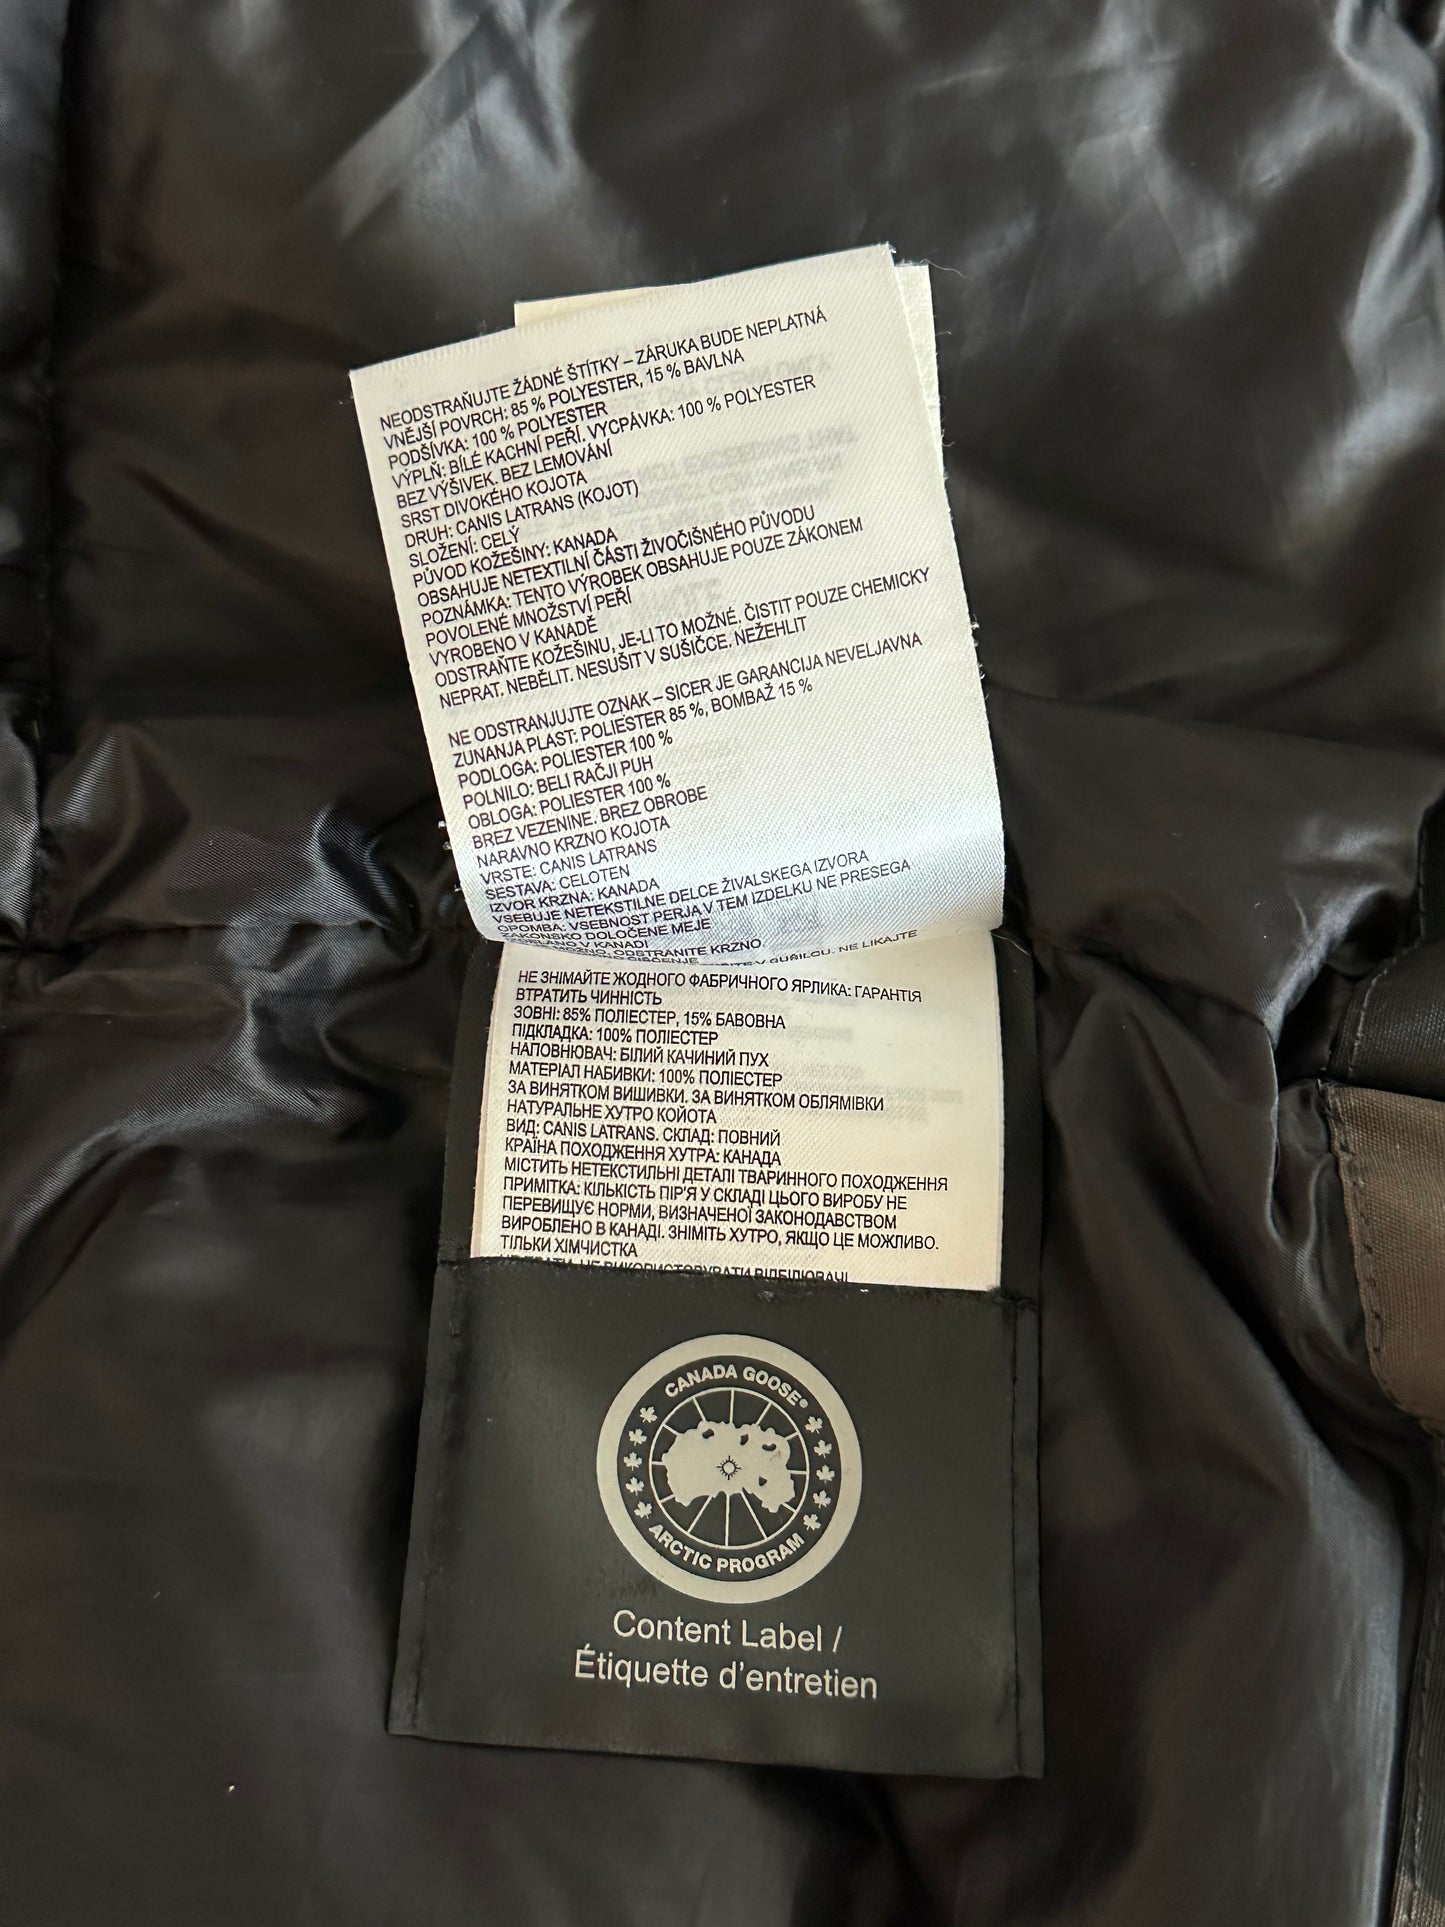 NEODSTRAŇUJTE ŽÁDNÉ ŠTÍTKY – ZÁRUKA BUDE NEPLATNÁ
VNĚJŠÍ POVRCH: 85 % POLYESTER, 15 % BAVLNA
PODŠÍVKA: 100 % POLYESTER
VÝPLŇ: BÍLÉ KACHNÍ PEŘÍ. VYCPÁVKA: 100 % POLYESTER
BEZ VÝŠIVEK. BEZ LEMOVÁNÍ
SRST DIVOKÉHO KOJOTA
DRUH: CANIS LATRANS (KOJOT)
SLOŽENÍ: CELÝ
PŮVOD KOŽEŠINY: KANADA
OBSAHUJE NETEXTILNÍ ČÁSTI ŽIVOČIŠNÉHO PŮVODU
POZNÁMKA: TENTO VÝROBEK OBSAHUJE POUZE ZÁKONEM
POVOLENÉ MNOŽSTVÍ PEŘÍ
VYROBENO V KANADĚ
ODSTRAŇTE KOŽEŠINU, JE-LI TO MOŽNÉ. ČISTIT POUZE CHEMICKY
NEPRAT. NEBĚLIT. NESUŠIT V SUŠIČCE. NEŽEHLIT
NE ODSTRANJUJTE OZNAK – SICER JE GARANCIJA NEVELJAVNA
ZUNANJA PLAST: POLIESTER 85 %, BOMBAŽ 15 %
PODLOGA: POLIESTER 100 %
POLNILO: BELI RAČJI PUH
OBLOGA: POLIESTER 100 %
BREZ VEZENINE. BREZ OBROBE
NARAVNO KRZNO KOJOTA
VRSTE: CANIS LATRANS
SESTAVA: CELOTEN
IZVOR KRZNA: KANADA
VSEBUJE NETEKSTILNE DELCE ŽIVALSKEGA IZVORA
OPOMBA: VSEBNOST PERJA V TEM IZDELKU NE PRESEGA
ZAKONSKO DOLOČENE MEJE
V KANADI
ODSTRANITE KRZNO
NE LIKAJTE
НЕ ЗНІМАЙТЕ ЖОДНОГО ФАБРИЧНОГО ЯРЛИКА: ГАРАНТІЯ
ВТРАТИТЬ ЧИННІСТЬ
ЗОВНІ: 85% ПОЛІЕСТЕР, 15% БАВОВНА
ПІДКЛАДКА: 100% ПОЛІЕСТЕР
НАПОВНЮВАЧ: БІЛИЙ КАЧИНИЙ ПУХ
МАТЕРІАЛ НАБИВКИ: 100% ПОЛІЕСТЕР
ЗА ВИНЯТКОМ ВИШИВКИ. ЗА ВИНЯТКОМ ОБЛЯМІВКИ
НАТУРАЛЬНЕ ХУТРО КОЙОТА
ВИД: CANIS LATRANS. СКЛАД: ПОВНИЙ
КРАЇНА ПОХОДЖЕННЯ ХУТРА: КАНАДА
МІСТИТЬ НЕТЕКСТИЛЬНІ ДЕТАЛІ ТВАРИННОГО ПОХОДЖЕННЯ
ПРИМІТКА: КІЛЬКІСТЬ ПІР'Я У СКЛАДІ ЦЬОГО ВИРОБУ НЕ
ПЕРЕВИЩУЄ НОРМИ, ВИЗНАЧЕНОЇ ЗАКОНОДАВСТВОМ
ВИРОБЛЕНО В КАНАДІ. ЗНІМІТЬ ХУТРО, ЯКЩО ЦЕ МОЖЛИВО.
ТІЛЬКИ ХІМЧИСТКА
CANADA GOOSE®
ARCTIC PROGRAM
Content Label /
Étiquette d'entretien